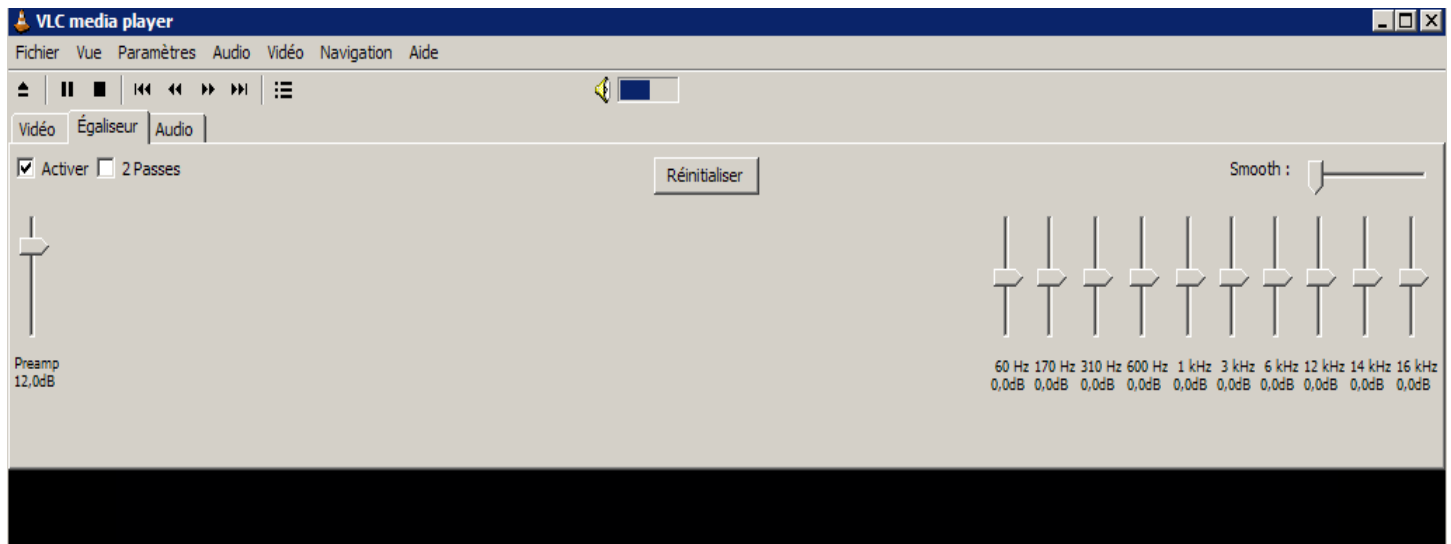 VLC media player
Fichier Vue Paramètres Audio Vidéo Navigation Aide
Vidéo Égaliseur Audio
Activer 2 Passes Réinitialiser Smooth :
Preamp 60 Hz 170 Hz 310 Hz 600 Hz 1 kHz 3 kHz 6 kHz 12 kHz 14 kHz 16 kHz
12,0dB 0,0dB 0,0dB 0,0dB 0,0dB 0,0dB 0,0dB 0,0dB 0,0dB 0,0dB 0,0dB